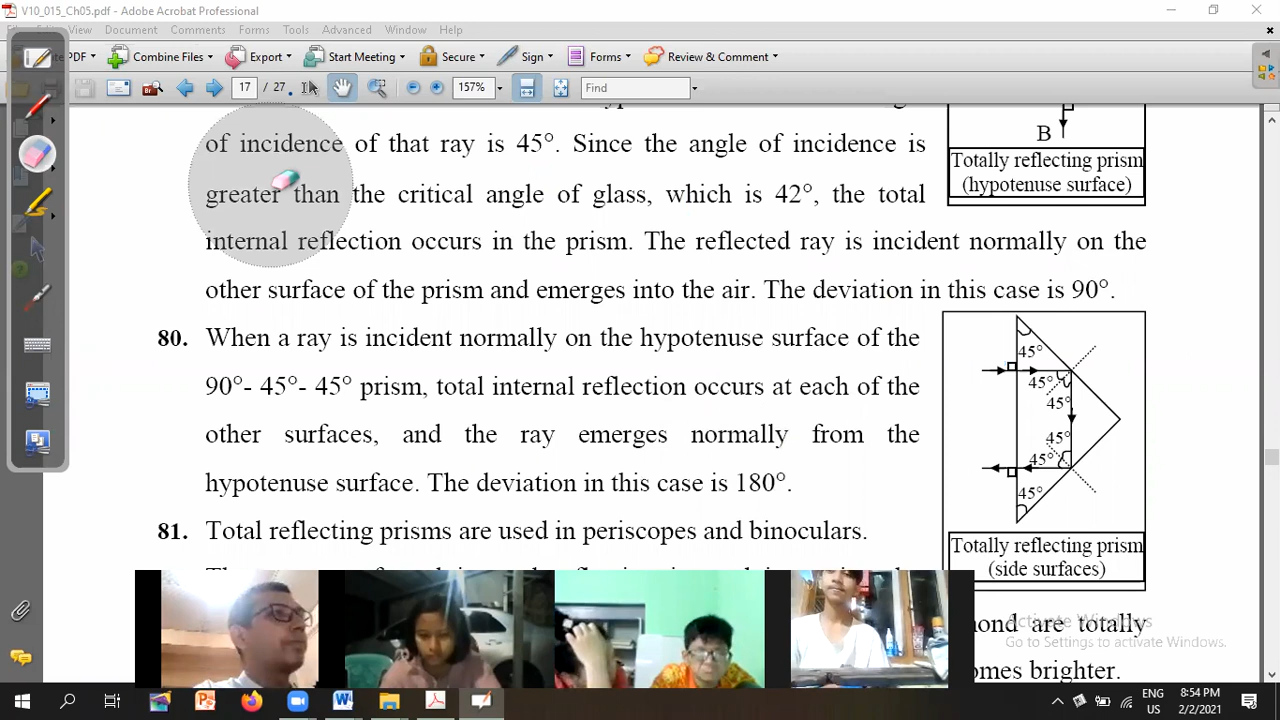 V10_015_Ch05.pdf - Adobe Acrobat Professional
View Document Comments Forms Tools Advanced Window Help
PDF Combine Files Export Start Meeting Secure Sign Forms Review & Comment
17 / 27 157% Find
of incidence of that ray is 45°. Since the angle of incidence is
greater than the critical angle of glass, which is 42°, the total
internal reflection occurs in the prism. The reflected ray is incident normally on the
other surface of the prism and emerges into the air. The deviation in this case is 90°.
B
Totally reflecting prism
(hypotenuse surface)
80. When a ray is incident normally on the hypotenuse surface of the
90°- 45°- 45° prism, total internal reflection occurs at each of the
other surfaces, and the ray emerges normally from the
hypotenuse surface. The deviation in this case is 180°.
45°
45°
45°
45°
45°
45°
Totally reflecting prism
(side surfaces)
81. Total reflecting prisms are used in periscopes and binoculars.
are totally
brighter.
Activate Windows
Go to Settings to activate Windows.
ENG
US
8:54 PM
2/2/2021